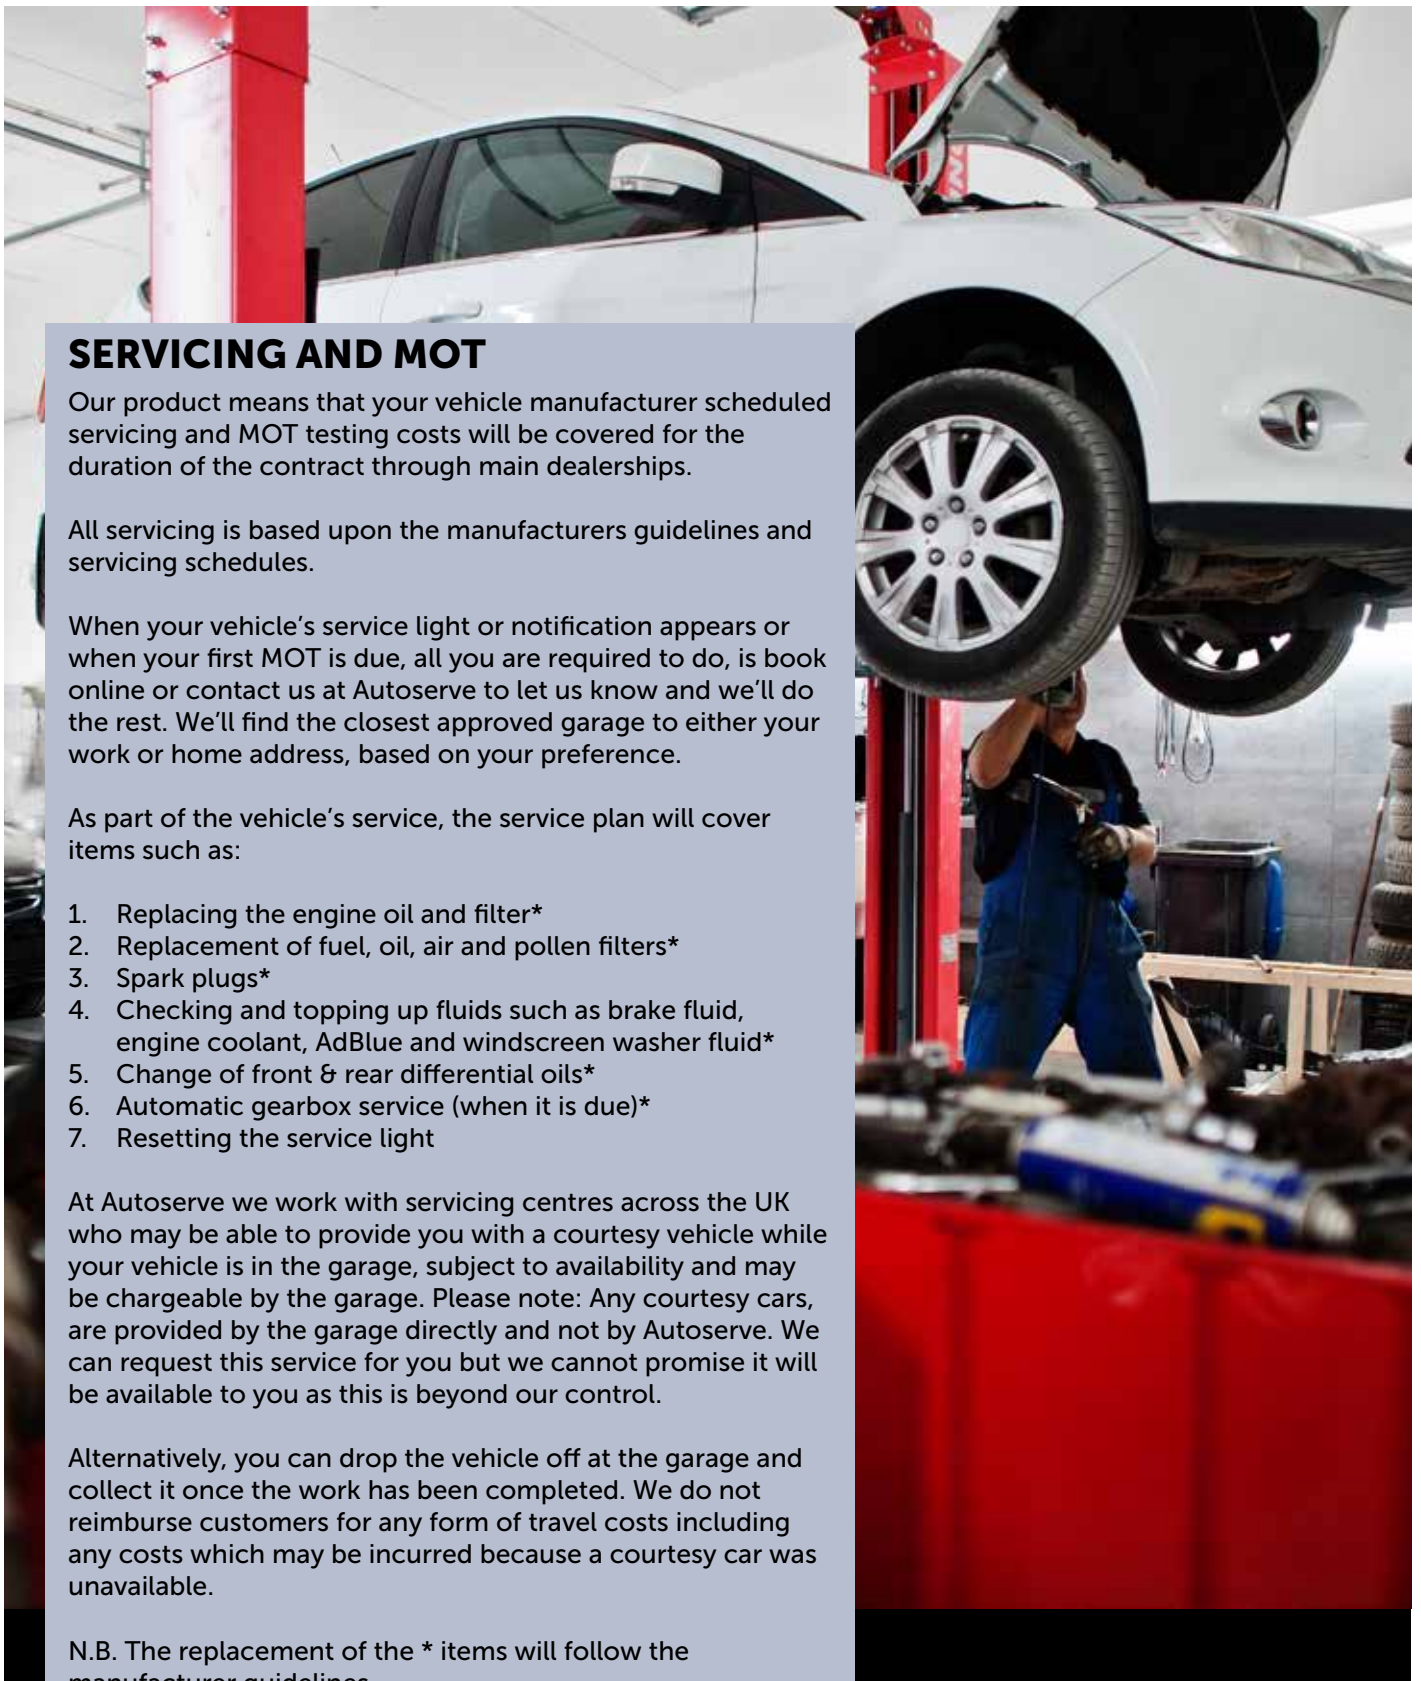 SERVICING AND MOT
Our product means that your vehicle manufacturer scheduled
servicing and MOT testing costs will be covered for the
duration of the contract through main dealerships.
All servicing is based upon the manufacturers guidelines and
servicing schedules.
When your vehicle’s service light or notification appears or
when your first MOT is due, all you are required to do, is book
online or contact us at Autoserve to let us know and we’ll do
the rest. We’ll find the closest approved garage to either your
work or home address, based on your preference.
As part of the vehicle’s service, the service plan will cover
items such as:
1. Replacing the engine oil and filter*
2. Replacement of fuel, oil, air and pollen filters*
3. Spark plugs*
4. Checking and topping up fluids such as brake fluid,
engine coolant, AdBlue and windscreen washer fluid*
5. Change of front & rear differential oils*
6. Automatic gearbox service (when it is due)*
7. Resetting the service light
At Autoserve we work with servicing centres across the UK
who may be able to provide you with a courtesy vehicle while
your vehicle is in the garage, subject to availability and may
be chargeable by the garage. Please note: Any courtesy cars,
are provided by the garage directly and not by Autoserve. We
can request this service for you but we cannot promise it will
be available to you as this is beyond our control.
Alternatively, you can drop the vehicle off at the garage and
collect it once the work has been completed. We do not
reimburse customers for any form of travel costs including
any costs which may be incurred because a courtesy car was
unavailable.
N.B. The replacement of the * items will follow the
manufacturer guidelines